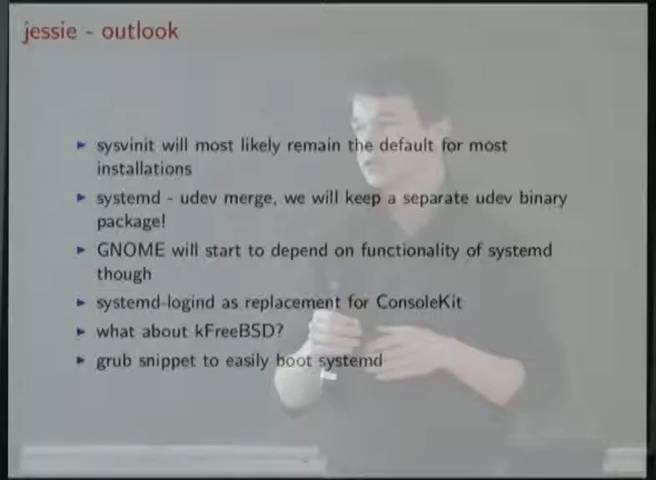 jessie - outlook
sysvinit will most likely remain the default for most
installations
systemd - udev merge, we will keep a separate udev binary
package!
GNOME will start to depend on functionality of systemd
though
systemd-logind as replacement for ConsoleKit
what about kFreeBSD?
grub snippet to easily boot systemd